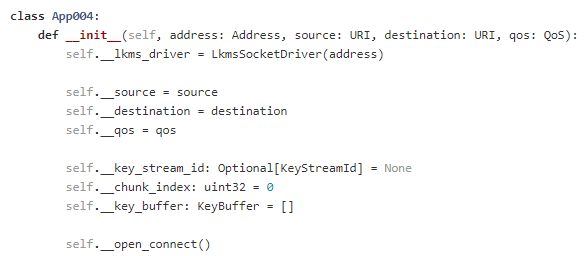 class App004:
    def __init__(self, address: Address, source: URI, destination: URI, qos: QoS):
        self.__lkms_driver = LkmsSocketDriver(address)

        self.__source = source
        self.__destination = destination
        self.__qos = qos

        self.__key_stream_id: Optional[KeyStreamId] = None
        self.__chunk_index: uint32 = 0
        self.__key_buffer: KeyBuffer = []

        self.__open_connect()